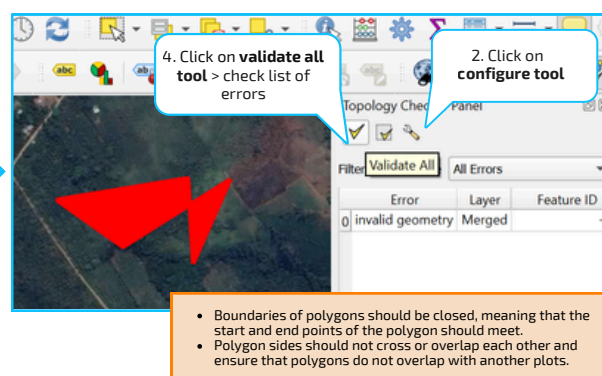 abc
ab
4. Click on validate all
tool > check list of
errors
2. Click on
configure tool
abc
Topology Chec
Panel
Validate All
Filter
All Errors
Error Layer Feature ID
0 invalid geometry Merged
• Boundaries of polygons should be closed, meaning that the
start and end points of the polygon should meet.
• Polygon sides should not cross or overlap each other and
ensure that polygons do not overlap with another plots.